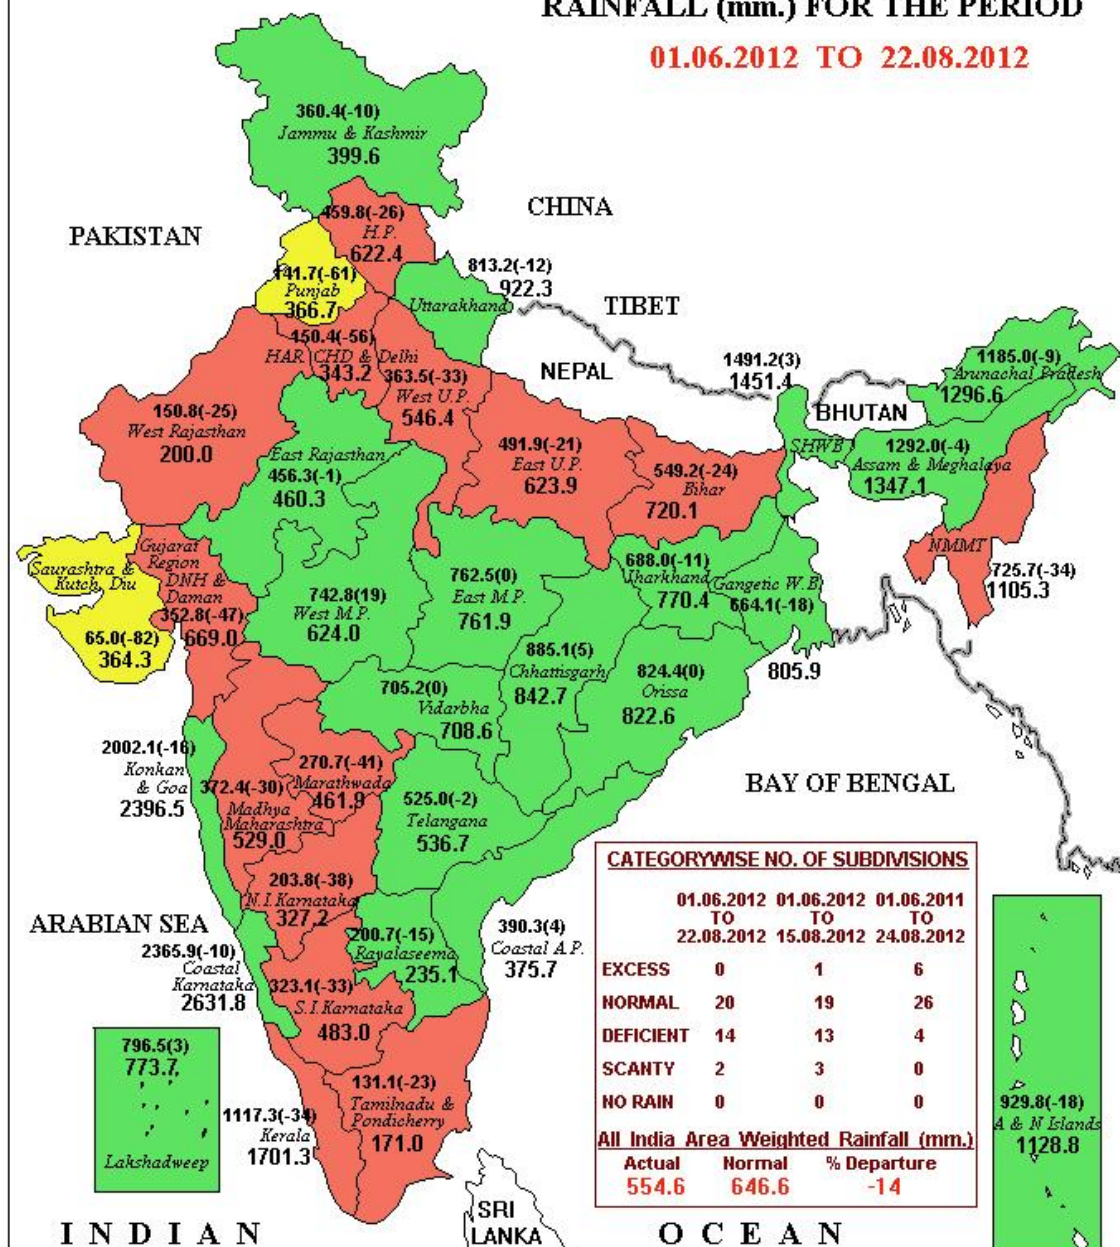 RAINFALL (mm.) FOR THE PERIOD
01.06.2012 TO 22.08.2012
360.4(-10)
Jammu & Kashmir
399.6
CHINA
PAKISTAN
459.8(-26)
H.P.
622.4
141.7(-61)
Punjab
366.7
813.2(-12)
922.3
Uttarakhand
TIBET
NEPAL
150.4(-56)
HAR CHD & Delhi
343.2
363.5(-33)
West U.P.
546.4
1491.2(3)
1451.4
SHWB
BHUTAN
1185.0(-9)
Arunachal Pradesh
1296.6
150.8(-25)
West Rajasthan
200.0
East Rajasthan
456.3(-1)
460.3
491.9(-21)
East U.P.
623.9
549.2(-24)
Bihar
720.1
1292.0(-4)
Assam & Meghalaya
1347.1
NMMT
725.7(-34)
1105.3
Saurashtra &
Kutch, Diu
65.0(-82)
364.3
Gujarat
Region
DNH &
Daman
352.8(-47)
669.0
742.8(19)
West M.P.
624.0
762.5(0)
East M.P.
761.9
688.0(-11)
Jharkhand
770.4
Gangetic W.B
664.1(-18)
805.9
885.1(5)
Chhattisgarh
842.7
824.4(0)
Orissa
822.6
705.2(0)
Vidarbha
708.6
2002.1(-16)
Konkan
& Goa
2396.5
372.4(-30)
Madhya
Maharashtra
529.0
270.7(-41)
Marathwada
461.9
525.0(-2)
Telangana
536.7
BAY OF BENGAL
203.8(-38)
N.I.Karnataka
327.2
ARABIAN SEA
2365.9(-10)
Coastal
Karnataka
2631.8
200.7(-15)
Rayalaseema
235.1
390.3(4)
Coastal A.P.
375.7
323.1(-33)
S.I.Karnataka
483.0
796.5(3)
773.7
Lakshadweep
1117.3(-34)
Kerala
1701.3
131.1(-23)
Tamilnadu &
Pondicherry
171.0
CATEGORYWISE NO. OF SUBDIVISIONS
01.06.2012 01.06.2012 01.06.2011
TO TO TO
22.08.2012 15.08.2012 24.08.2012
EXCESS 0 1 6
NORMAL 20 19 26
DEFICIENT 14 13 4
SCANTY 2 3 0
NO RAIN 0 0 0
All India Area Weighted Rainfall (mm.)
Actual Normal % Departure
554.6 646.6 -14
929.8(-18)
A & N Islands
1128.8
SRI
LANKA
INDIAN OCEAN